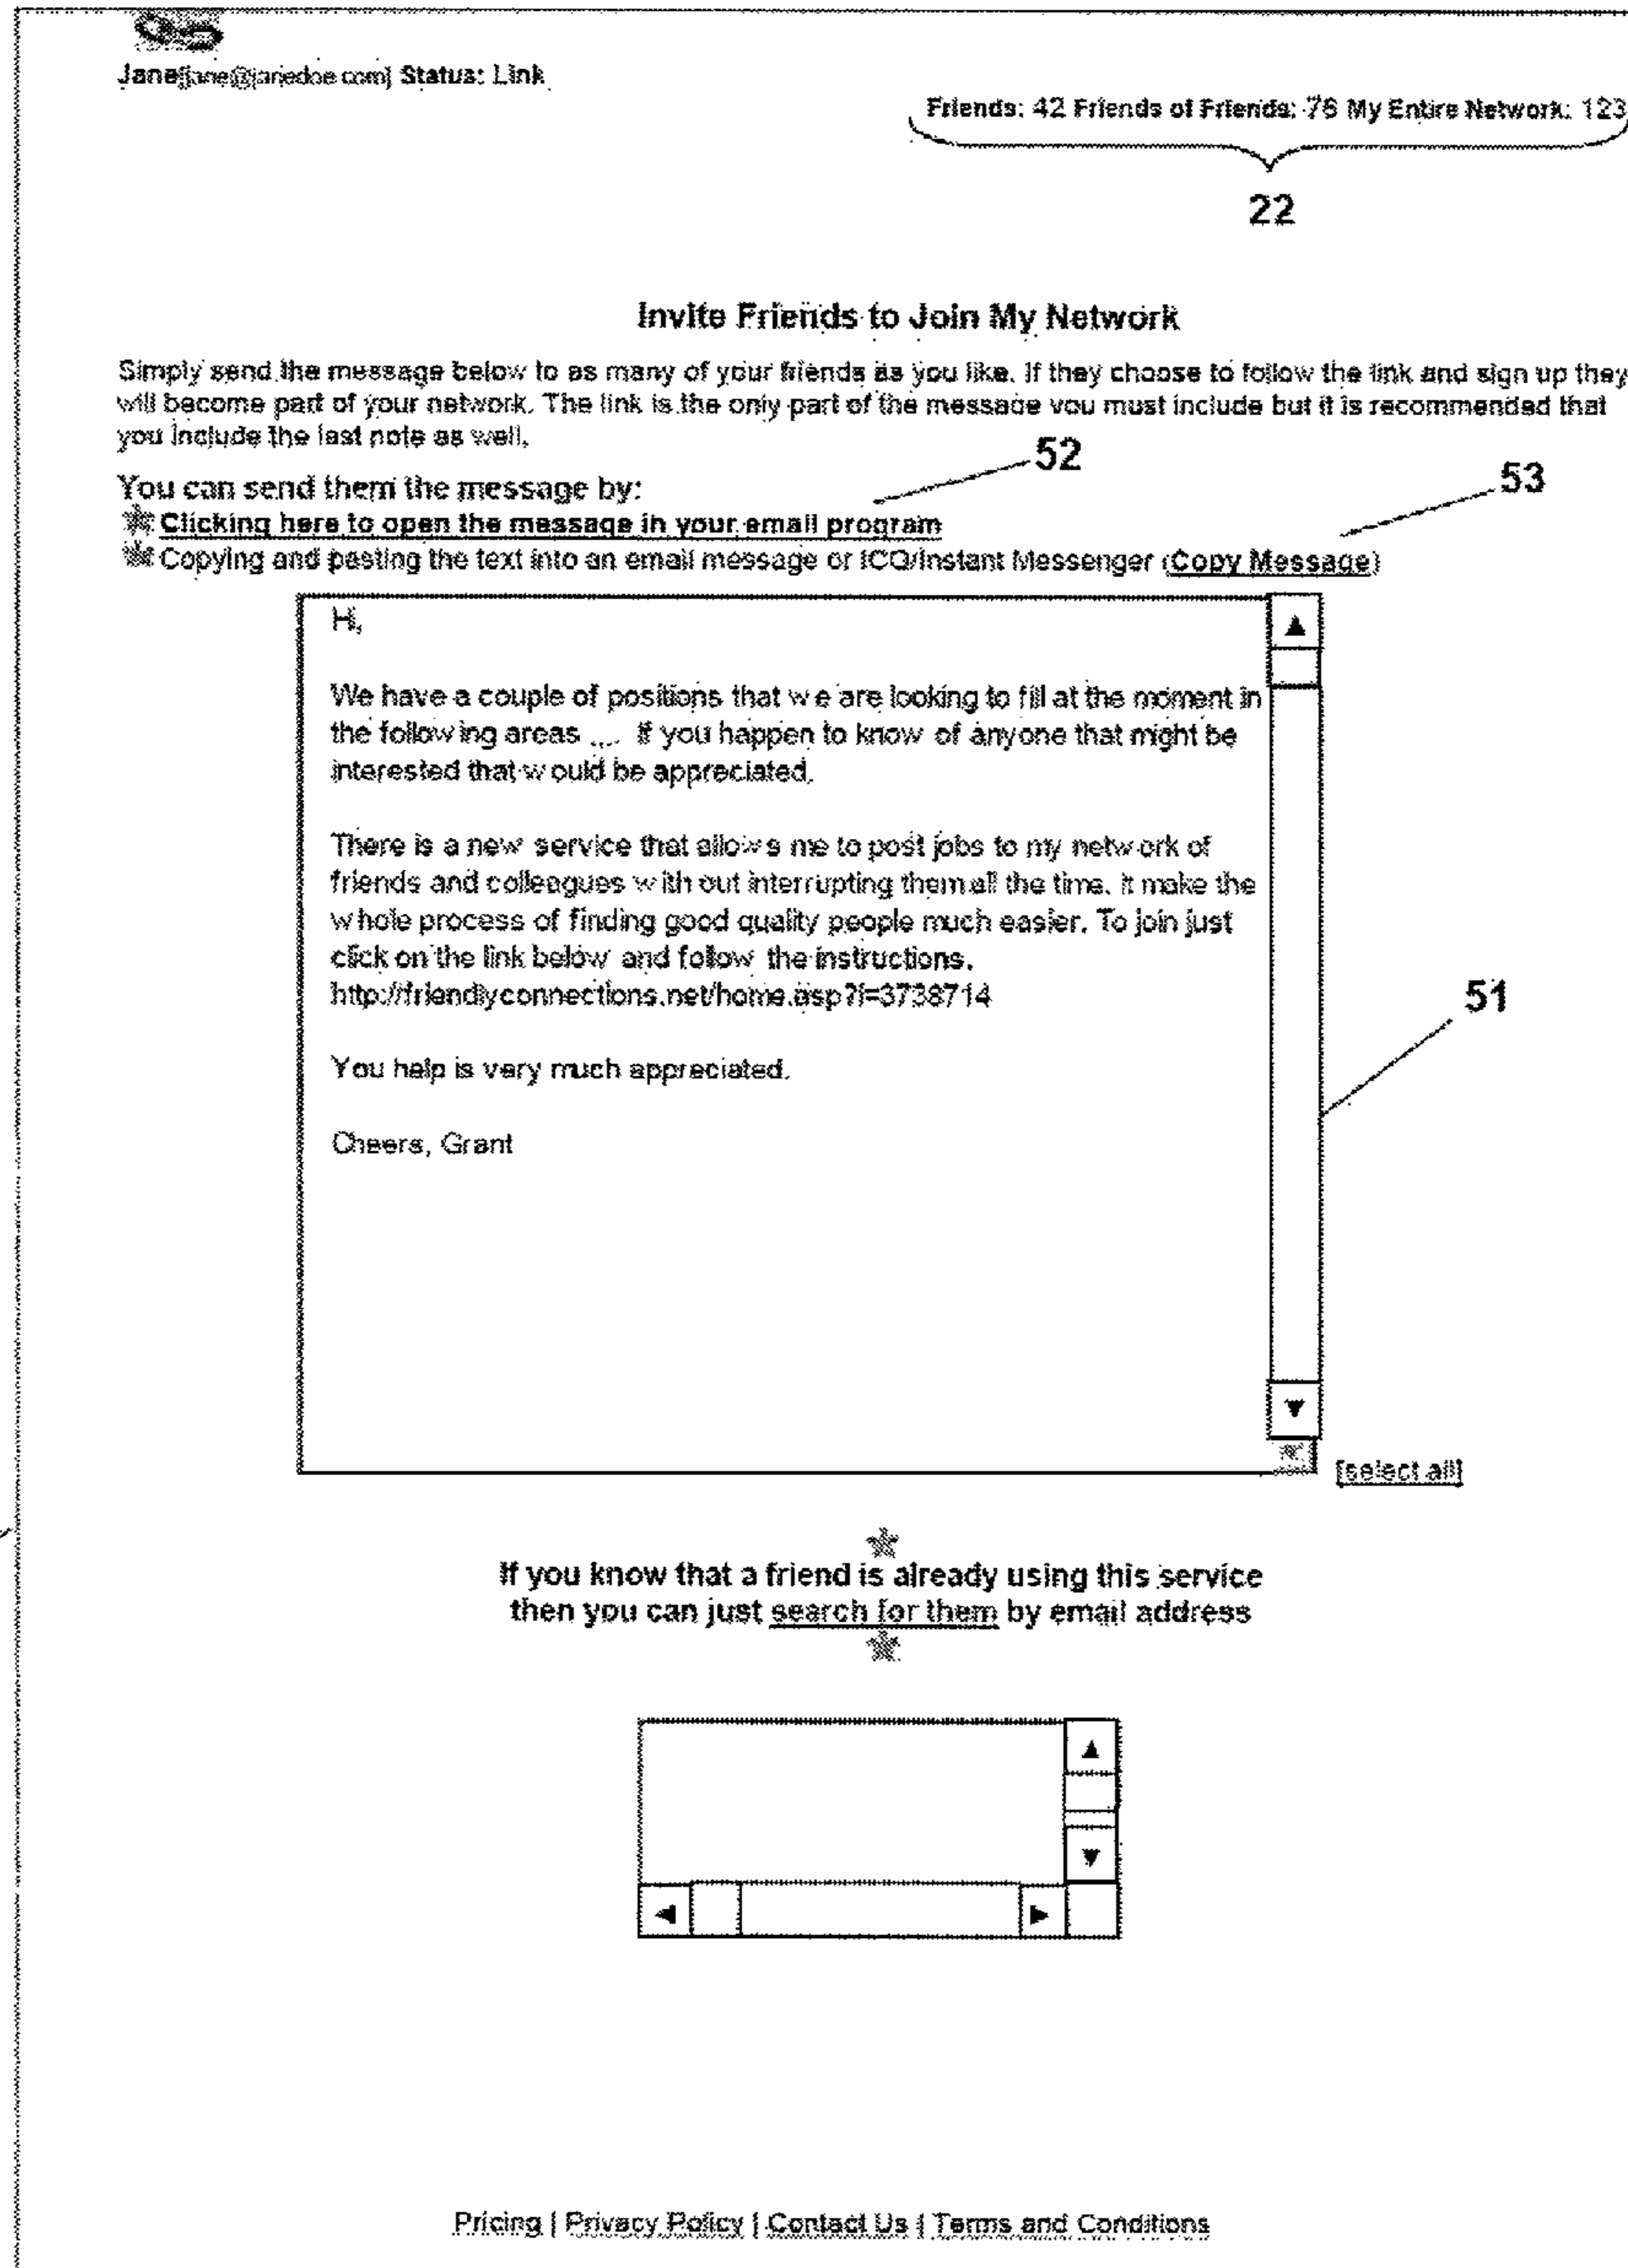 Jane[jane@janedoe.com] Status: Link
Friends: 42 Friends of Friends: 76 My Entire Network: 123
22
Invite Friends to Join My Network
Simply send the message below to as many of your friends as you like. If they choose to follow the link and sign up they
will become part of your network. The link is the only part of the message you must include but it is recommended that
you include the last note as well.
52
53
You can send them the message by:
Clicking here to open the message in your email program
Copying and pasting the text into an email message or ICQ/Instant Messenger (Copy Message)
Hi,
We have a couple of positions that we are looking to fill at the moment in
the following areas .... If you happen to know of anyone that might be
interested that would be appreciated.
There is a new service that allows me to post jobs to my network of
friends and colleagues with out interrupting them all the time. It make the
whole process of finding good quality people much easier. To join just
click on the link below and follow the instructions.
http://friendlyconnections.net/home.asp?i=3738714
51
You help is very much appreciated.
Cheers, Grant
[select all]
If you know that a friend is already using this service
then you can just search for them by email address
Pricing | Privacy Policy | Contact Us | Terms and Conditions